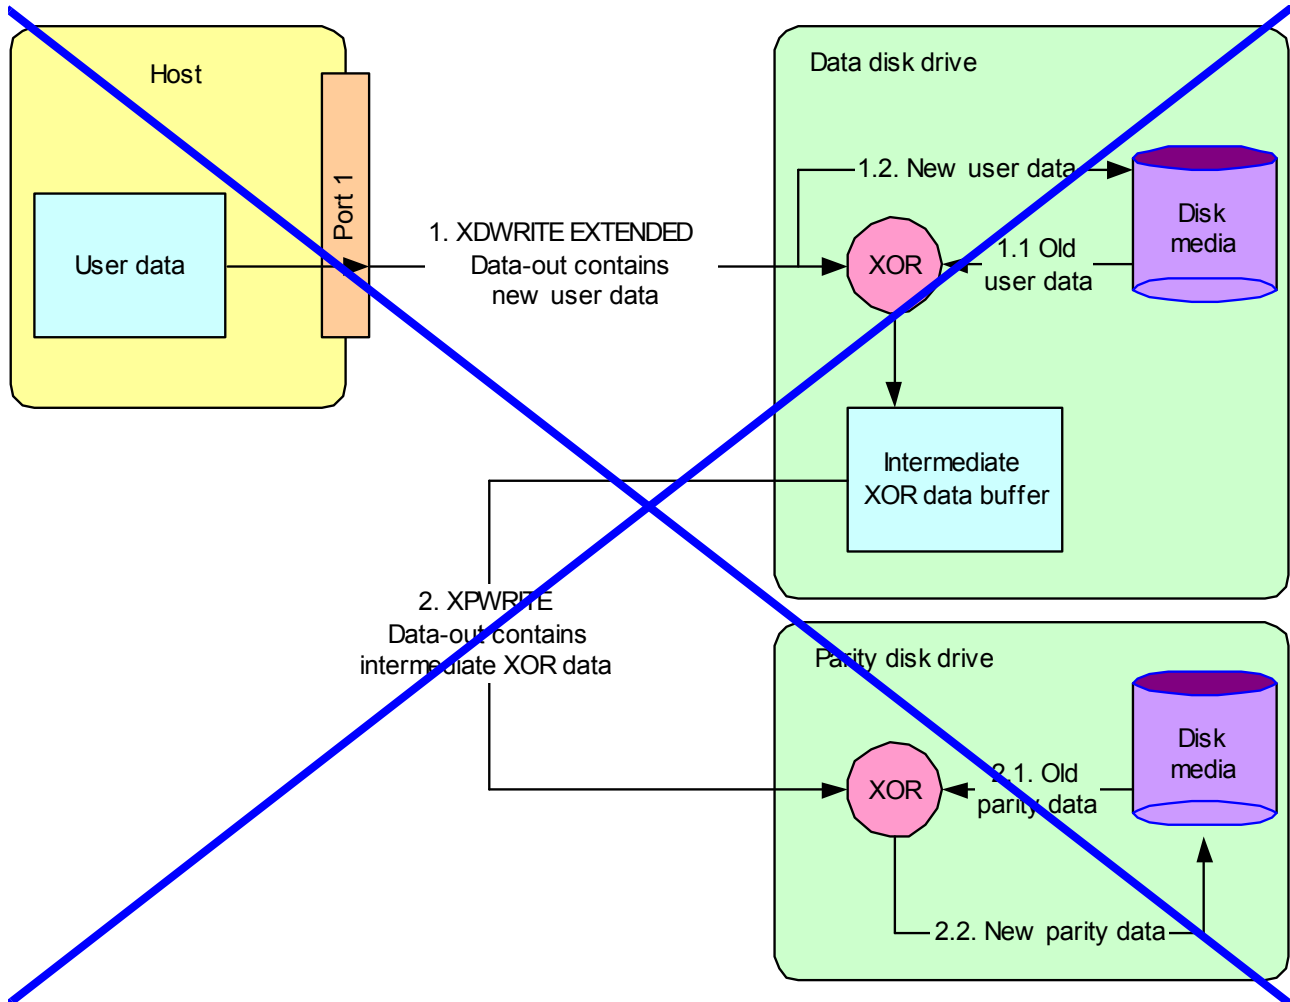 Host
User data
Port 1
1. XDWRITE EXTENDED
Data-out contains
new user data
Data disk drive
1.2. New user data
XOR
1.1 Old
user data
Disk
media
Intermediate
XOR data buffer
2. XPWRITE
Data-out contains
intermediate XOR data
Parity disk drive
XOR
2.1. Old
parity data
Disk
media
2.2. New parity data